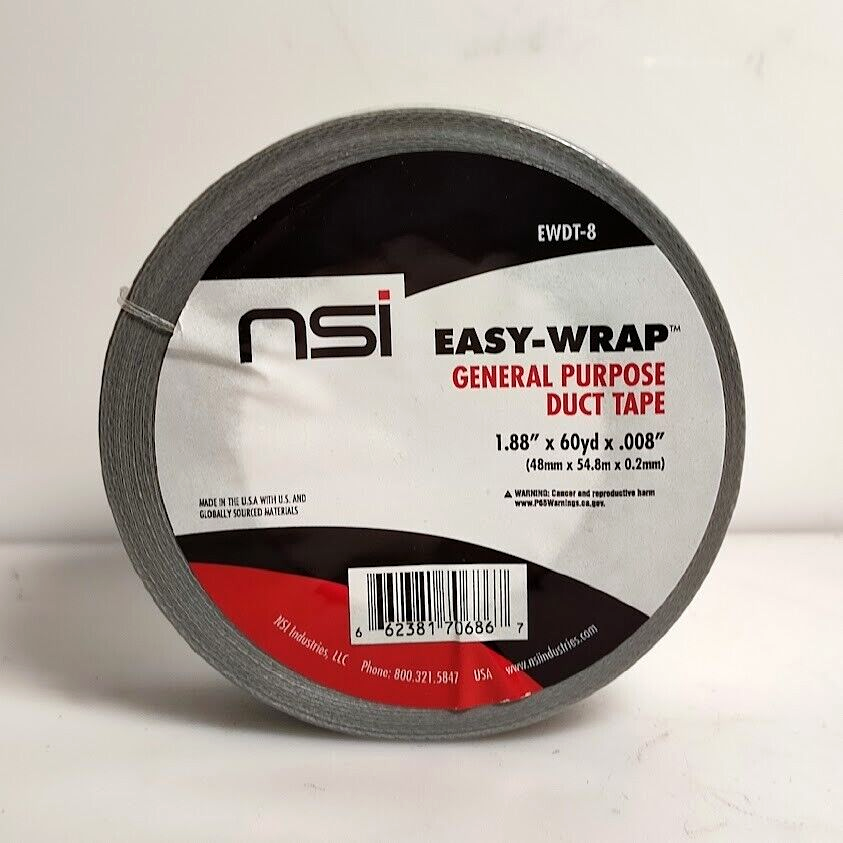 EWDT-8
nsi
EASY-WRAP™
GENERAL PURPOSE
DUCT TAPE
1.88" x 60yd x .008"
(48mm x 54.8m x 0.2mm)
⚠ WARNING: Cancer and reproductive harm
www.P65Warnings.ca.gov.
MADE IN THE U.S.A WITH U.S. AND
GLOBALLY SOURCED MATERIALS
6 62381 70686 7
NSI Industries, LLC Phone: 800.321.5847 USA www.nsiindustries.com